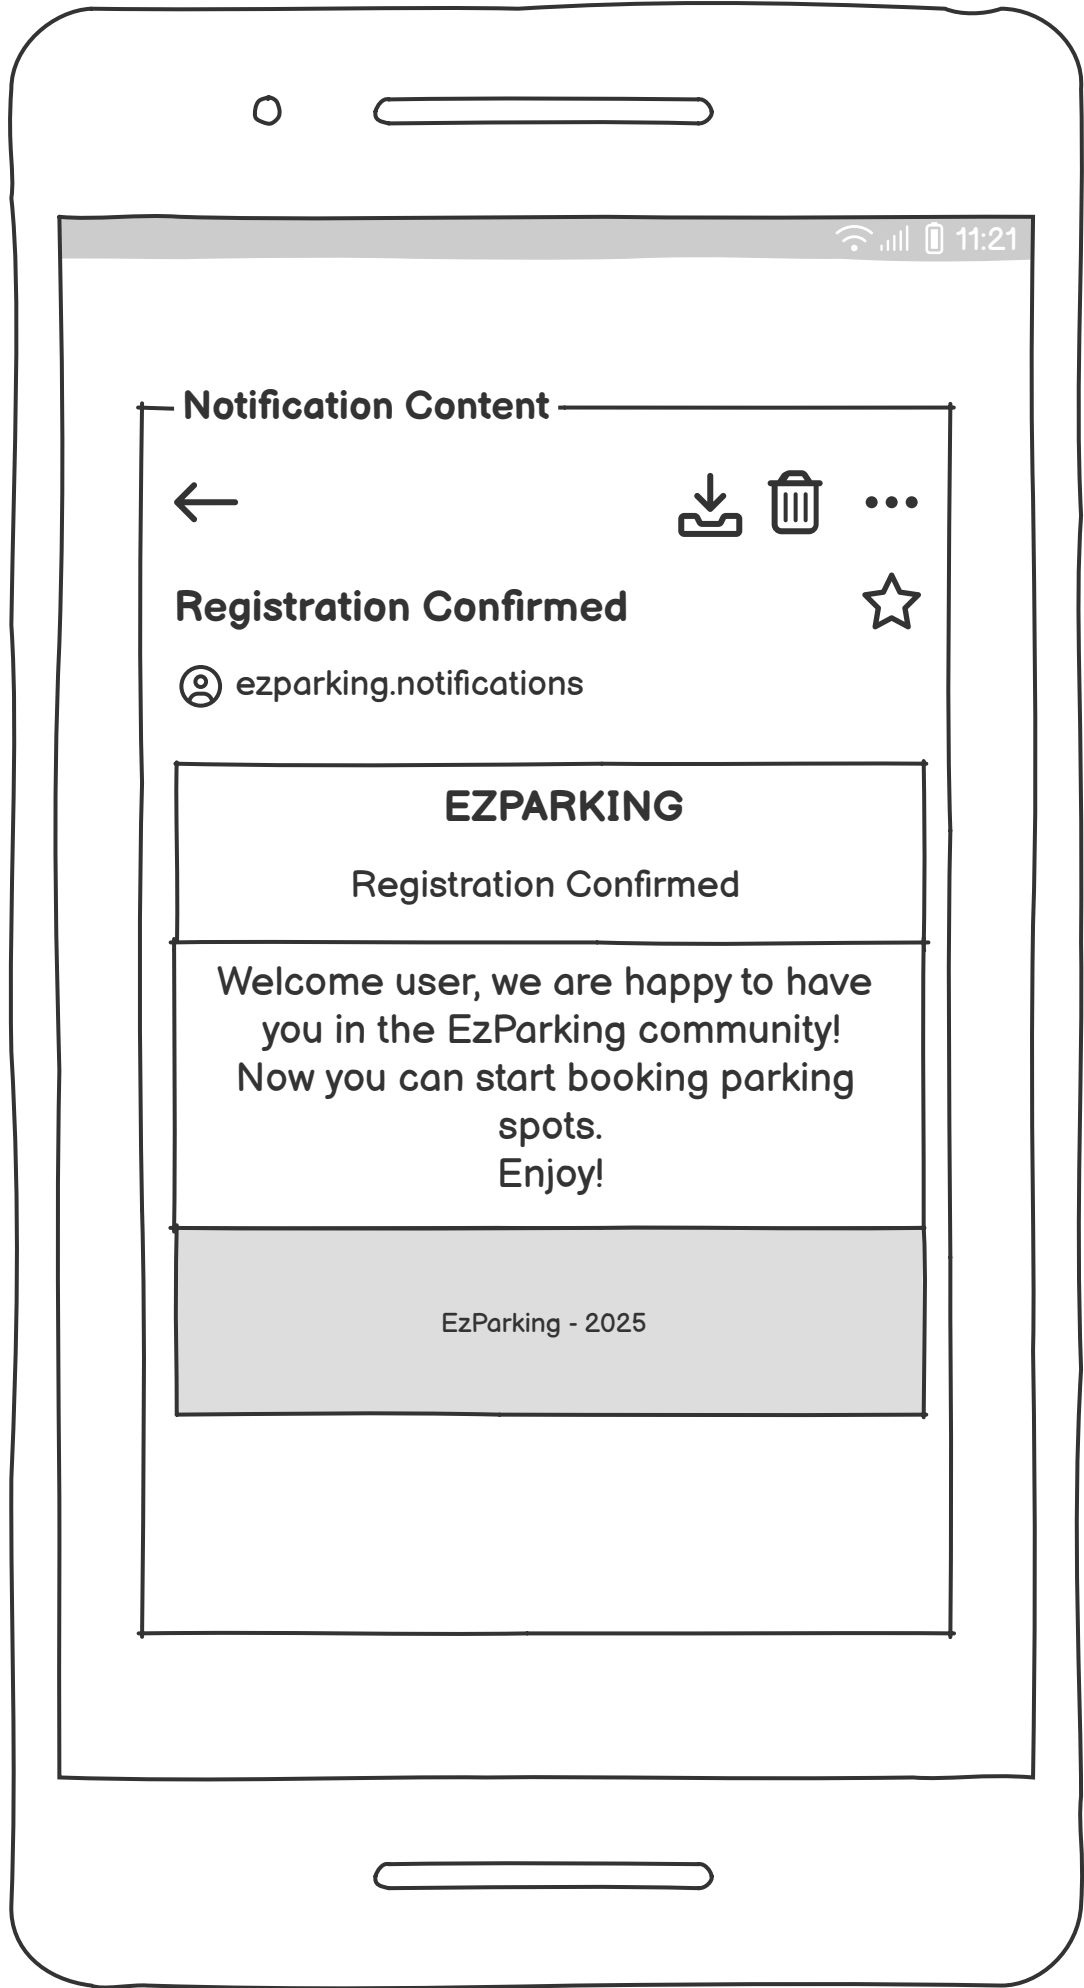 11:21
Notification Content
Registration Confirmed
ezparking.notifications
EZPARKING
Registration Confirmed
Welcome user, we are happy to have
you in the EzParking community!
Now you can start booking parking
spots.
Enjoy!
EzParking - 2025